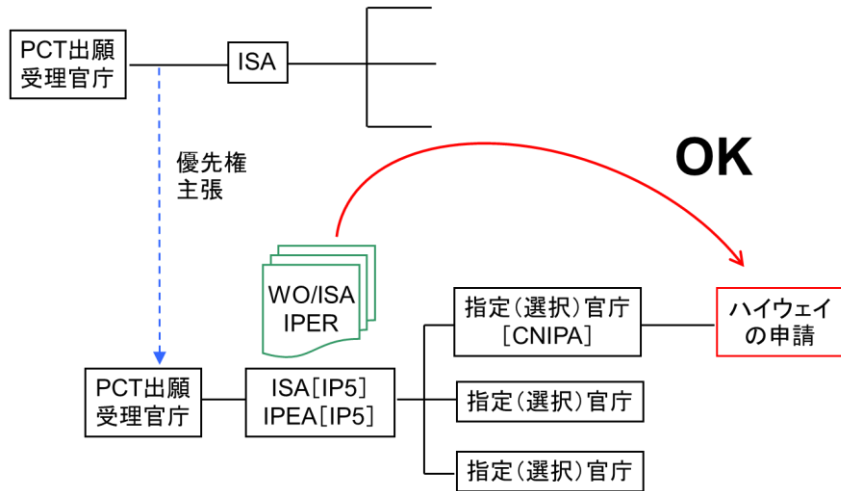 PCT出願
受理官庁
ISA
優先権
主張
OK
WO/ISA
IPER
指定(選択)官庁
[CNIPA]
ハイウェイ
の申請
PCT出願
受理官庁
ISA[IP5]
IPEA[IP5]
指定(選択)官庁
指定(選択)官庁